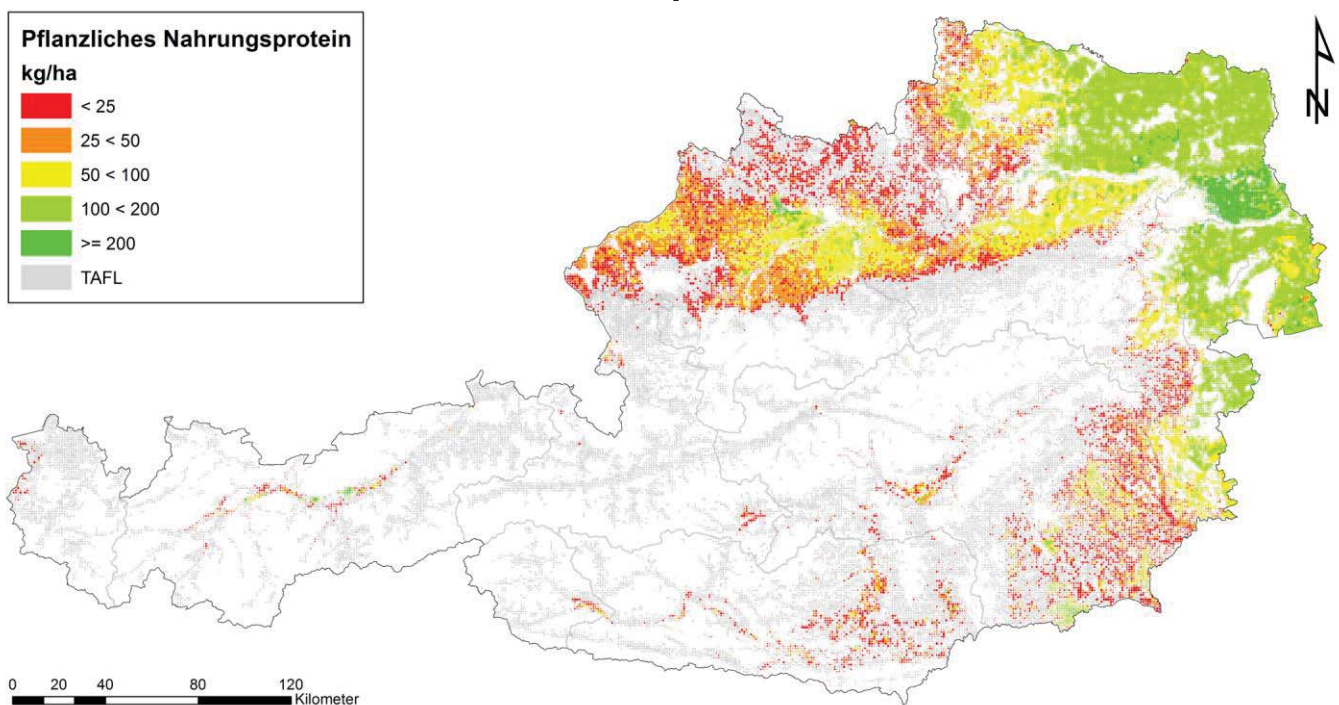 Pflanzliches Nahrungsprotein
kg/ha
< 25
25 < 50
50 < 100
100 < 200
>= 200
TAFL
N
0 20 40 80 120
Kilometer